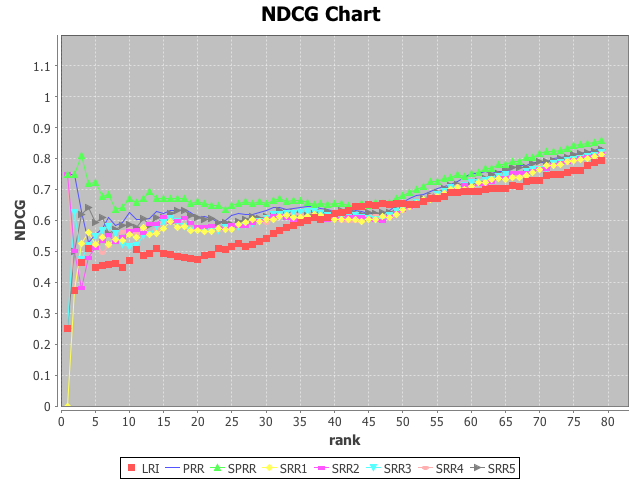 NDCG Chart
1.1
1
0.9
0.8
0.7
0.6
0.5
0.4
0.3
0.2
0.1
0
NDCG
0 5 10 15 20 25 30 35 40 45 50 55 60 65 70 75 80
rank
LRI PRR SPRR SRR1 SRR2 SRR3 SRR4 SRR5